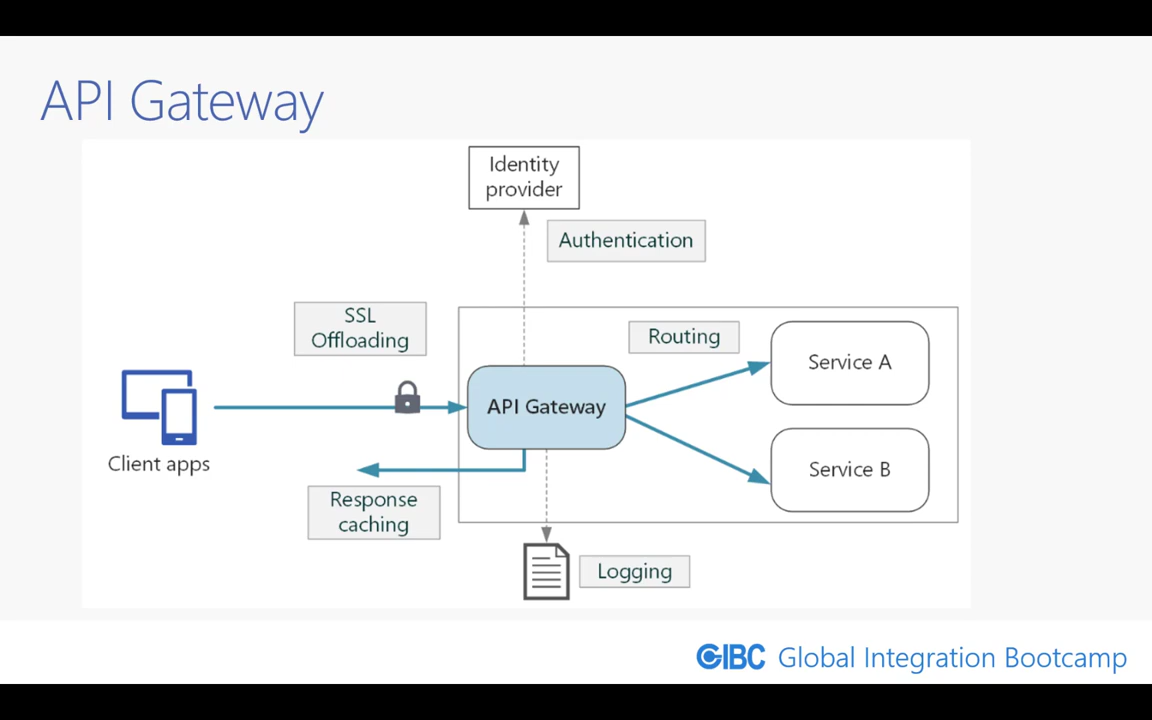 API Gateway
Identity
provider
Authentication
SSL
Offloading
Routing
Service A
API Gateway
Client apps
Service B
Response
caching
Logging
GIBC Global Integration Bootcamp